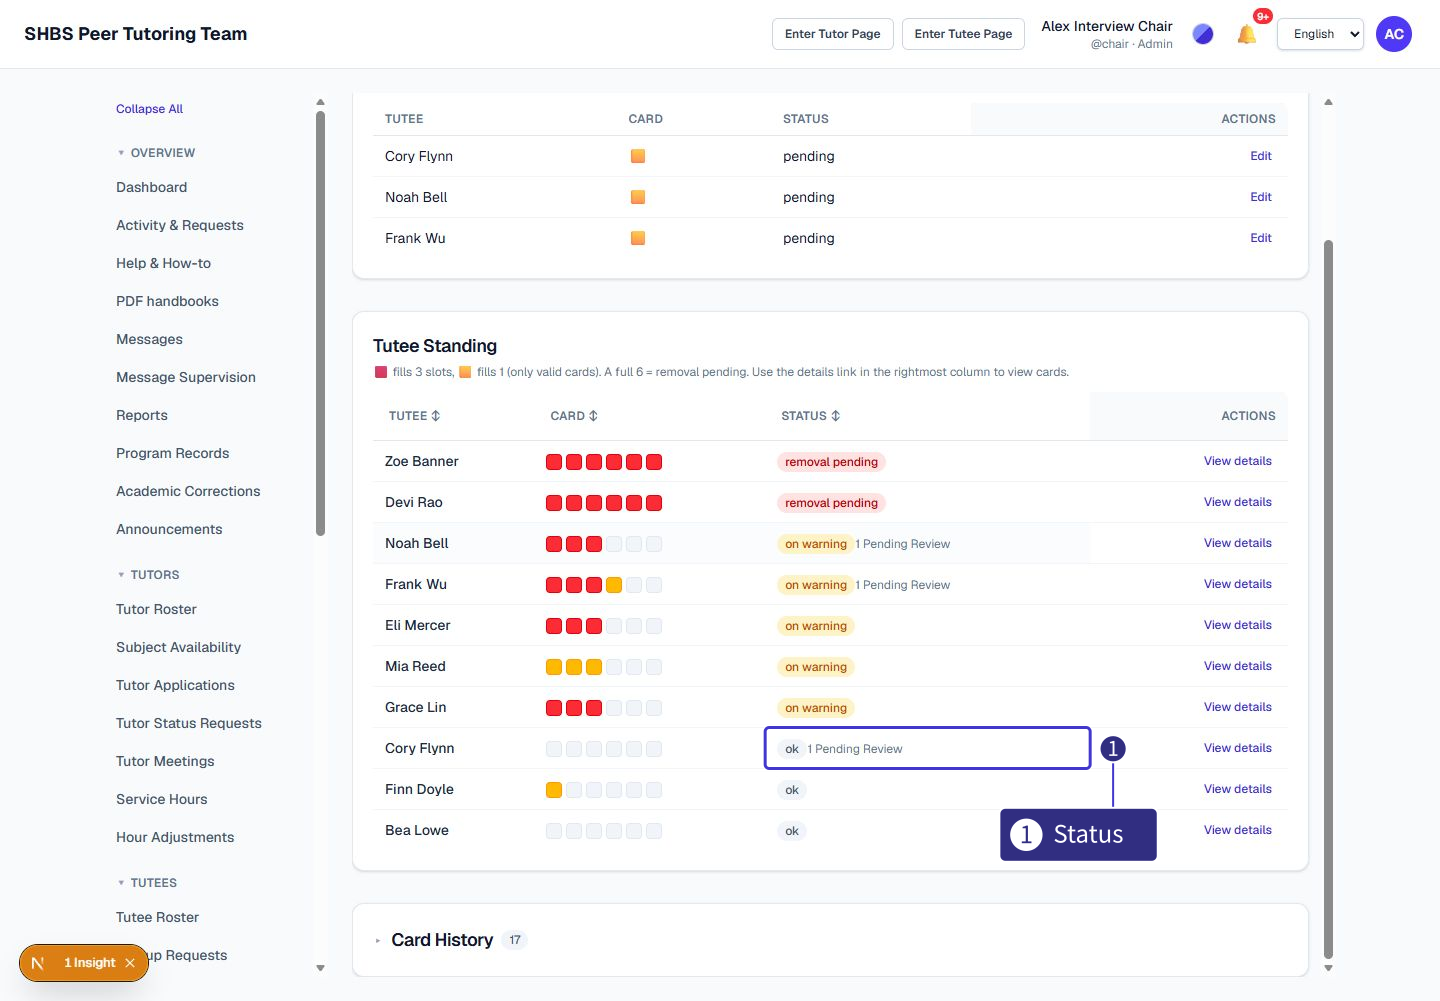 SHBS Peer Tutoring Team
Enter Tutor Page
Enter Tutee Page
Alex Interview Chair
@chair · Admin
9+
English
AC
Collapse All
OVERVIEW
Dashboard
Activity & Requests
Help & How-to
PDF handbooks
Messages
Message Supervision
Reports
Program Records
Academic Corrections
Announcements
TUTORS
Tutor Roster
Subject Availability
Tutor Applications
Tutor Status Requests
Tutor Meetings
Service Hours
Hour Adjustments
TUTEES
Tutee Roster
up Requests
1 Insight
TUTEE CARD STATUS ACTIONS
Cory Flynn pending Edit
Noah Bell pending Edit
Frank Wu pending Edit
Tutee Standing
fills 3 slots, fills 1 (only valid cards). A full 6 = removal pending. Use the details link in the rightmost column to view cards.
TUTEE CARD STATUS ACTIONS
Zoe Banner removal pending View details
Devi Rao removal pending View details
Noah Bell on warning 1 Pending Review View details
Frank Wu on warning 1 Pending Review View details
Eli Mercer on warning View details
Mia Reed on warning View details
Grace Lin on warning View details
Cory Flynn ok 1 Pending Review 1 View details
Finn Doyle ok View details
Bea Lowe ok View details
1 Status
Card History 17